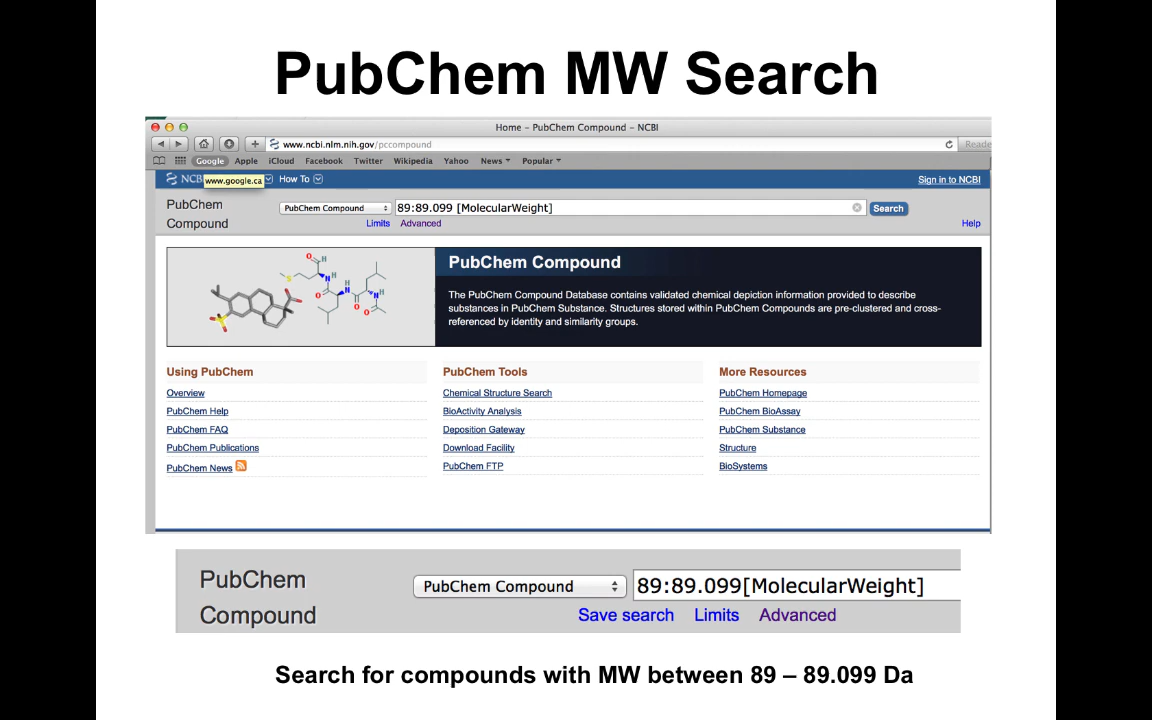 PubChem MW Search
Home – PubChem Compound – NCBI
www.ncbi.nlm.nih.gov/pccompound
Google Apple iCloud Facebook Twitter Wikipedia Yahoo News Popular
www.google.ca How To Sign in to NCBI
PubChem
Compound
PubChem Compound 89:89.099 [MolecularWeight] Search
Limits Advanced Help
PubChem Compound
The PubChem Compound Database contains validated chemical depiction information provided to describe
substances in PubChem Substance. Structures stored within PubChem Compounds are pre-clustered and cross-
referenced by identity and similarity groups.
Using PubChem
Overview
PubChem Help
PubChem FAQ
PubChem Publications
PubChem News
PubChem Tools
Chemical Structure Search
BioActivity Analysis
Deposition Gateway
Download Facility
PubChem FTP
More Resources
PubChem Homepage
PubChem BioAssay
PubChem Substance
Structure
BioSystems
PubChem
Compound
PubChem Compound 89:89.099[MolecularWeight]
Save search Limits Advanced
Search for compounds with MW between 89 – 89.099 Da